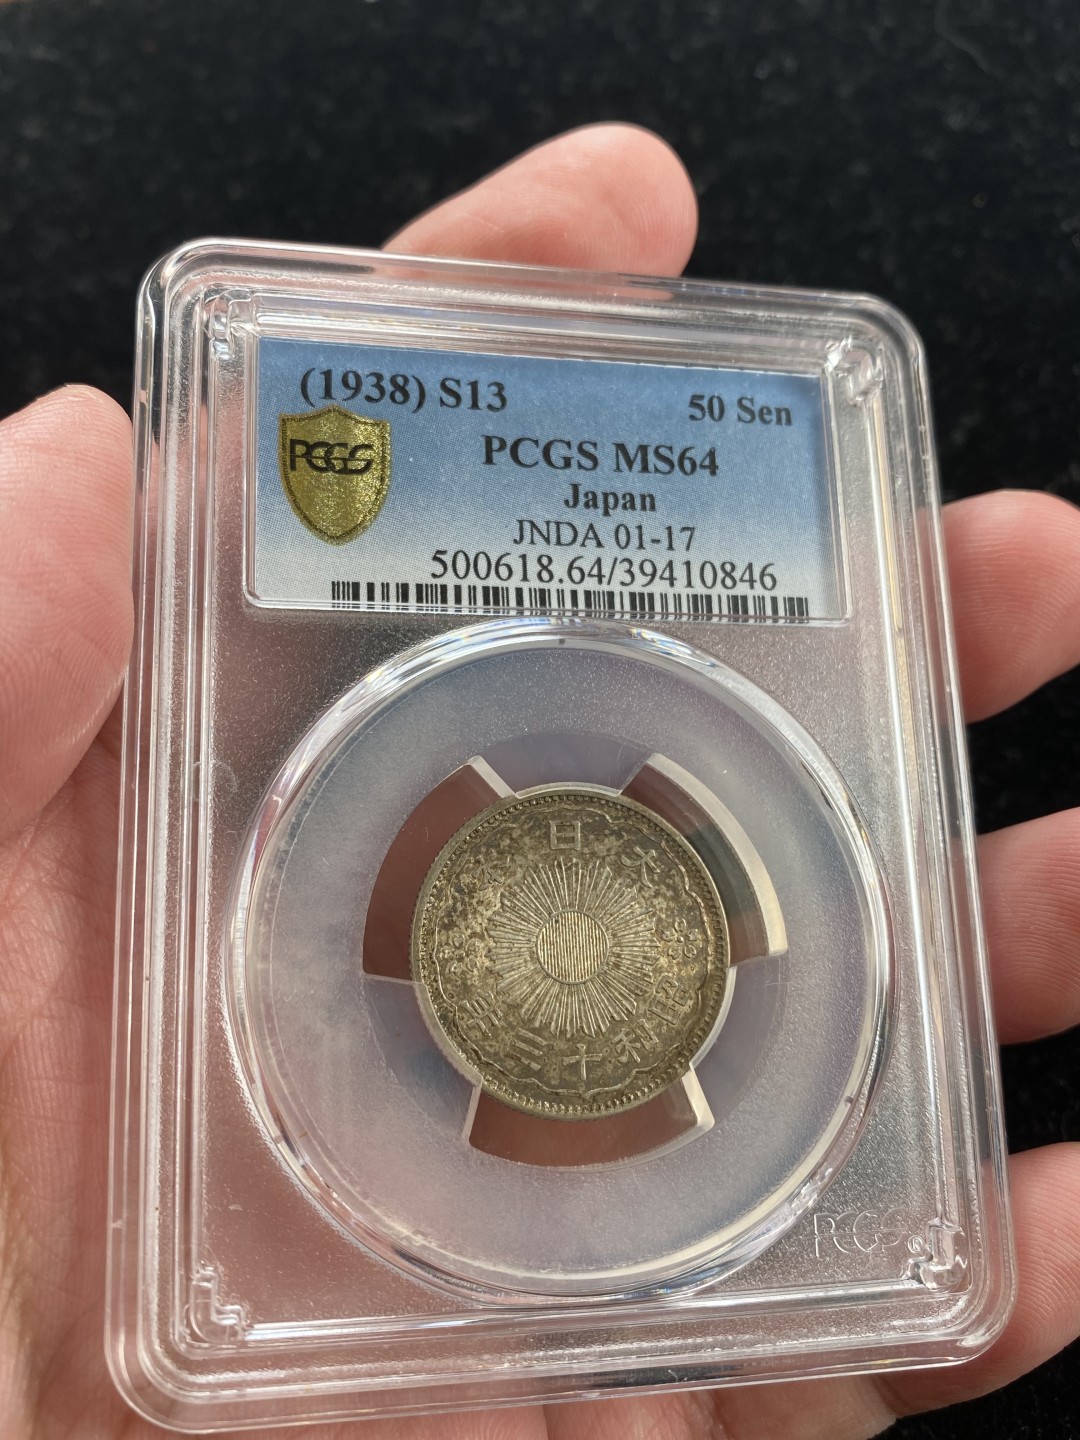 (1938) S13 50 Sen
PCGS
PCGS MS64
Japan
JNDA 01-17
500618.64/39410846
大日本
昭和十三年
PCGS®